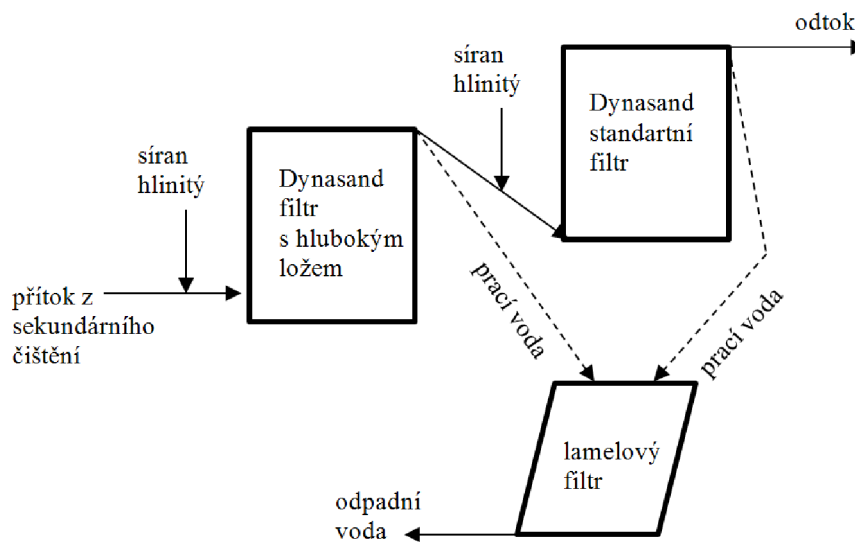 odtok
síran
hlinitý
Dynasand
standartní
filtr
síran
hlinitý
Dynasand
filtr
s hlubokým
ložem
přítok z
sekundárního
čištění
prací voda
prací voda
lamelový
filtr
odpadní
voda